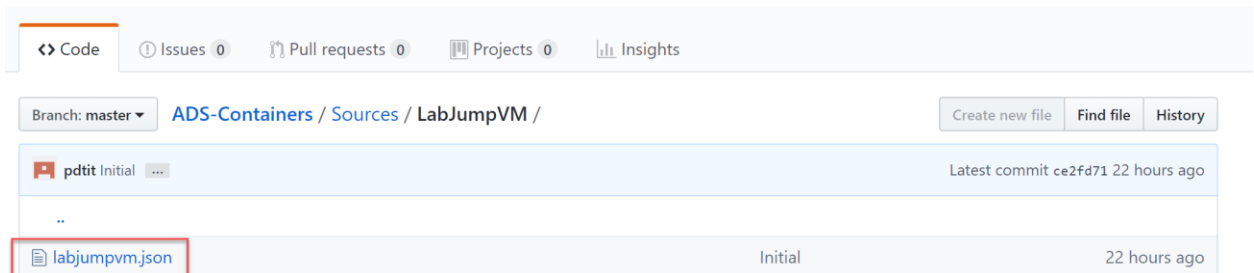 <> Code Issues 0 Pull requests 0 Projects 0 Insights
Branch: master ADS-Containers / Sources / LabJumpVM / Create new file Find file History
pdtit Initial ... Latest commit ce2fd71 22 hours ago
..
labjumpvm.json Initial 22 hours ago